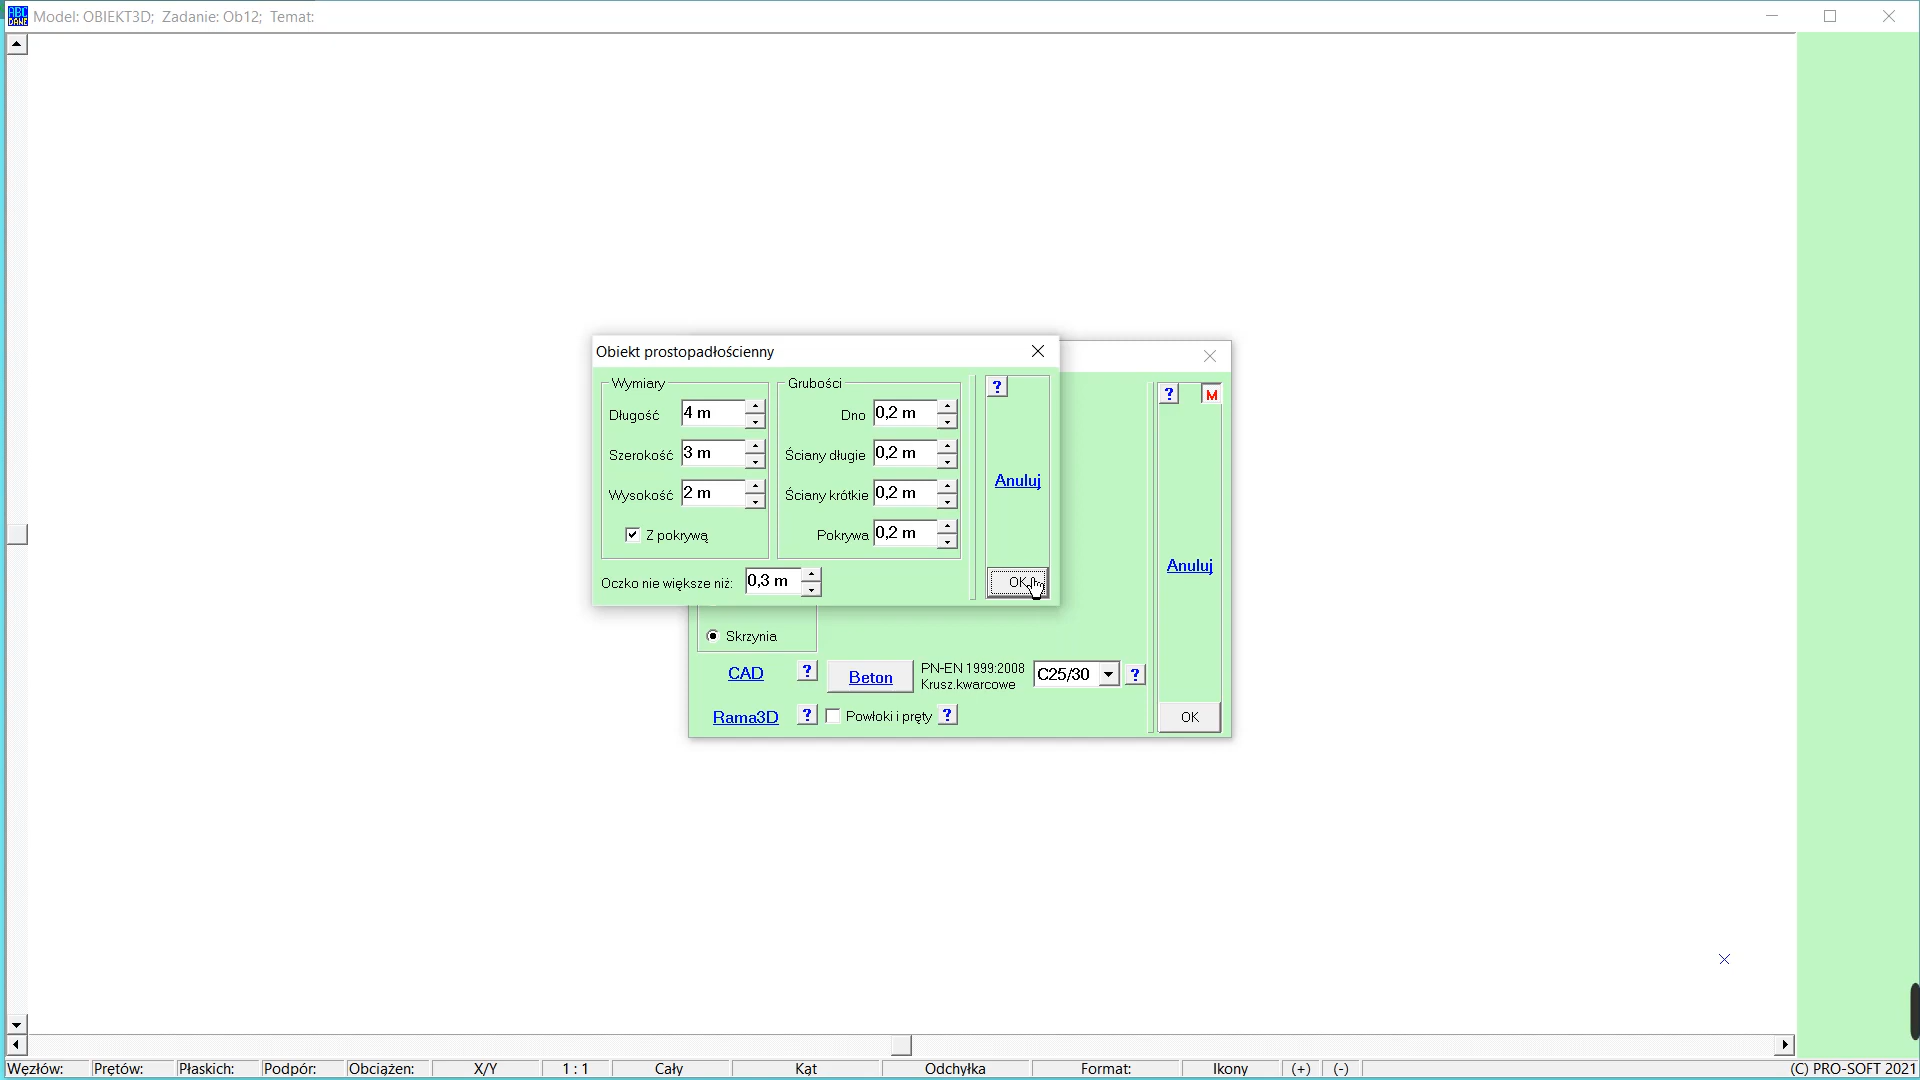 ABC
DANE
Model: OBIEKT3D; Zadanie: Ob12; Temat:
Obiekt prostopadłościenny
Wymiary
Długość 4 m
Szerokość 3 m
Wysokość 2 m
Z pokrywą
Grubości
Dno 0,2 m
Ściany długie 0,2 m
Ściany krótkie 0,2 m
Pokrywa 0,2 m
?
Anuluj
OK
Oczko nie większe niż: 0,3 m
? M
Anuluj
OK
Skrzynia
CAD ? Beton PN-EN 1999:2008
Krusz.kwarcowe C25/30 ?
Rama3D ? Powłoki i pręty ?
Węzłów: Prętów: Płaskich: Podpór: Obciążen: X/Y 1 : 1 Cały Kąt Odchyłka Format: Ikony (+) (-) (C) PRO-SOFT 2021